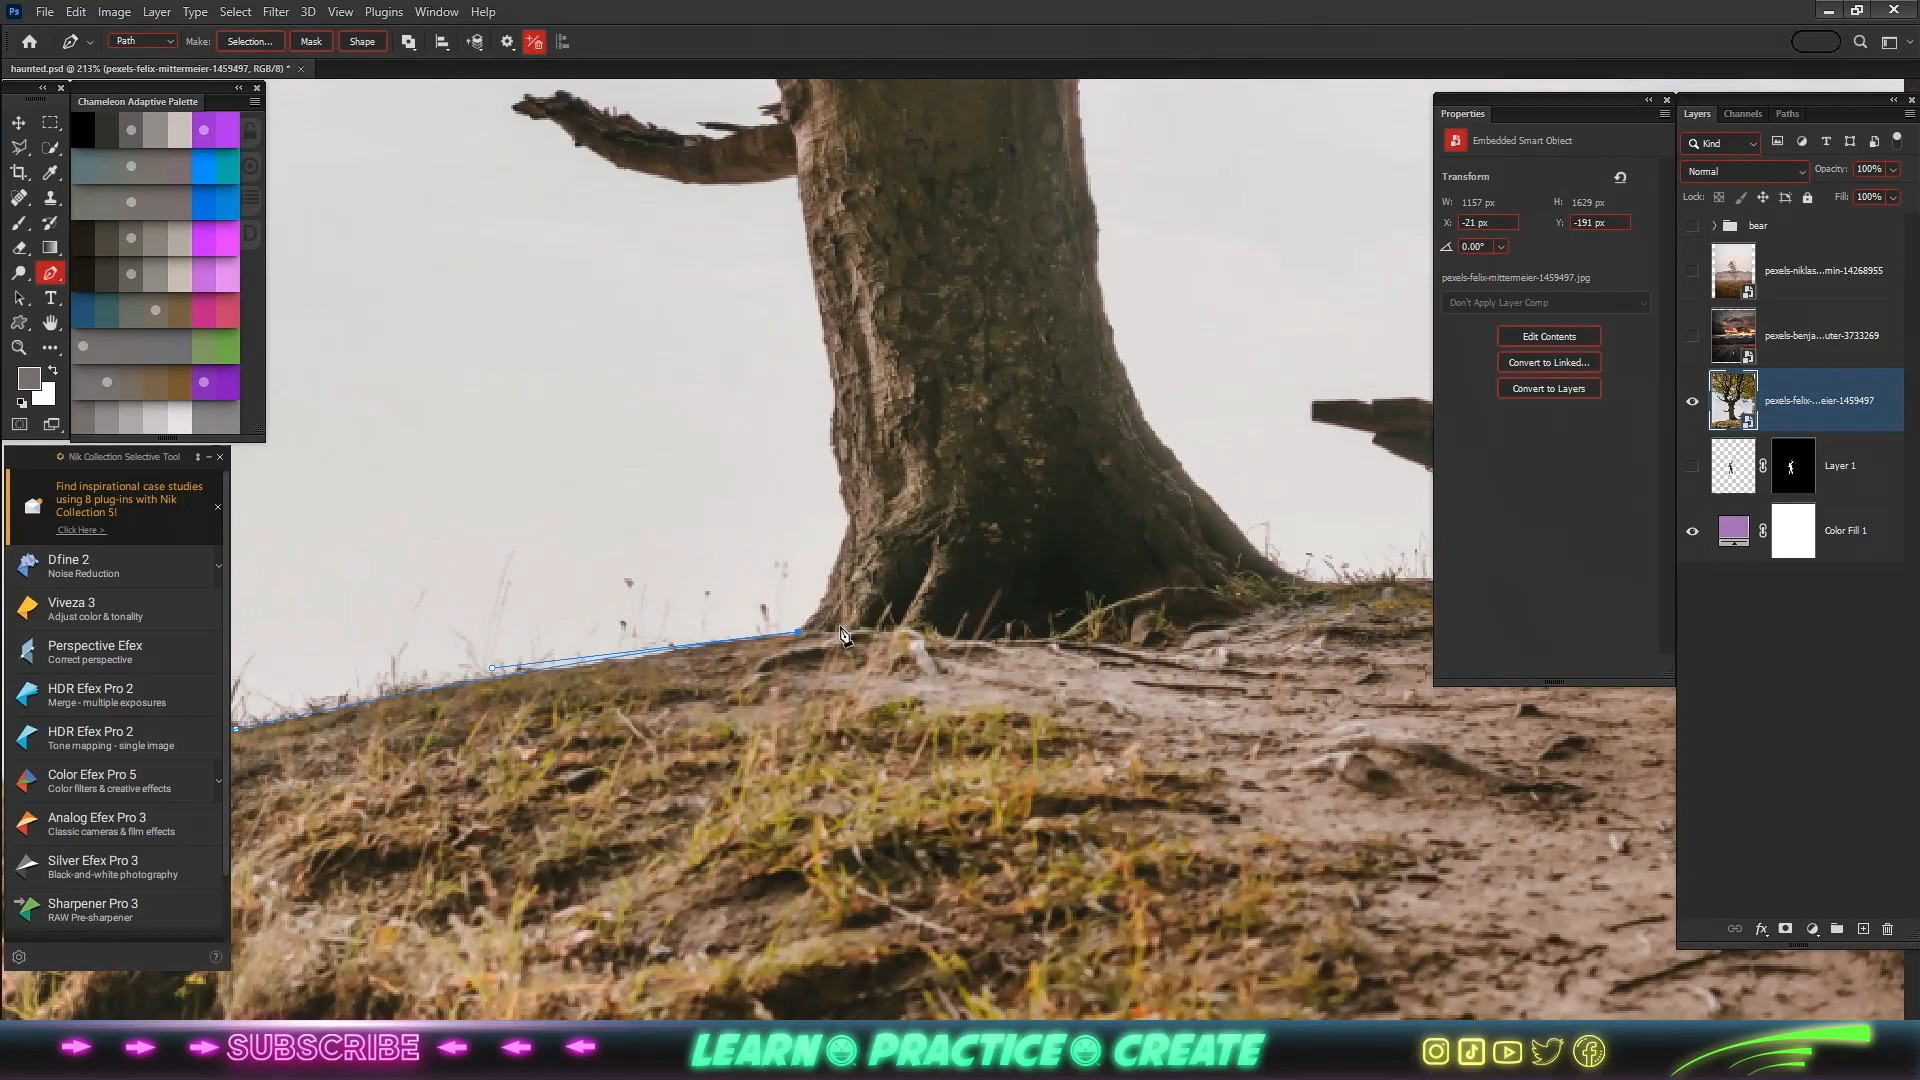 Ps File Edit Image Layer Type Select Filter 3D View Plugins Window Help
Path Make: Selection... Mask Shape
haunted.psd @ 213% (pexels-felix-mittermeier-1459497, RGB/8) *
Chameleon Adaptive Palette
Nik Collection Selective Tool
Find inspirational case studies
using 8 plug-ins with Nik
Collection 5!
Click Here >
Dfine 2
Noise Reduction
Viveza 3
Adjust color & tonality
Perspective Efex
Correct perspective
HDR Efex Pro 2
Merge - multiple exposures
HDR Efex Pro 2
Tone mapping - single image
Color Efex Pro 5
Color filters & creative effects
Analog Efex Pro 3
Classic cameras & film effects
Silver Efex Pro 3
Black-and-white photography
Sharpener Pro 3
RAW Pre-sharpener
Properties
Embedded Smart Object
Transform
W: 1157 px H: 1629 px
X: -21 px Y: -191 px
0.00°
pexels-felix-mittermeier-1459497.jpg
Don't Apply Layer Comp
Edit Contents
Convert to Linked...
Convert to Layers
Layers Channels Paths
Kind
Normal Opacity: 100%
Lock: Fill: 100%
bear
pexels-niklas...min-14268955
pexels-benja...uter-3733269
pexels-felix-...eier-1459497
Layer 1
Color Fill 1
fx
SUBSCRIBE
LEARN PRACTICE CREATE